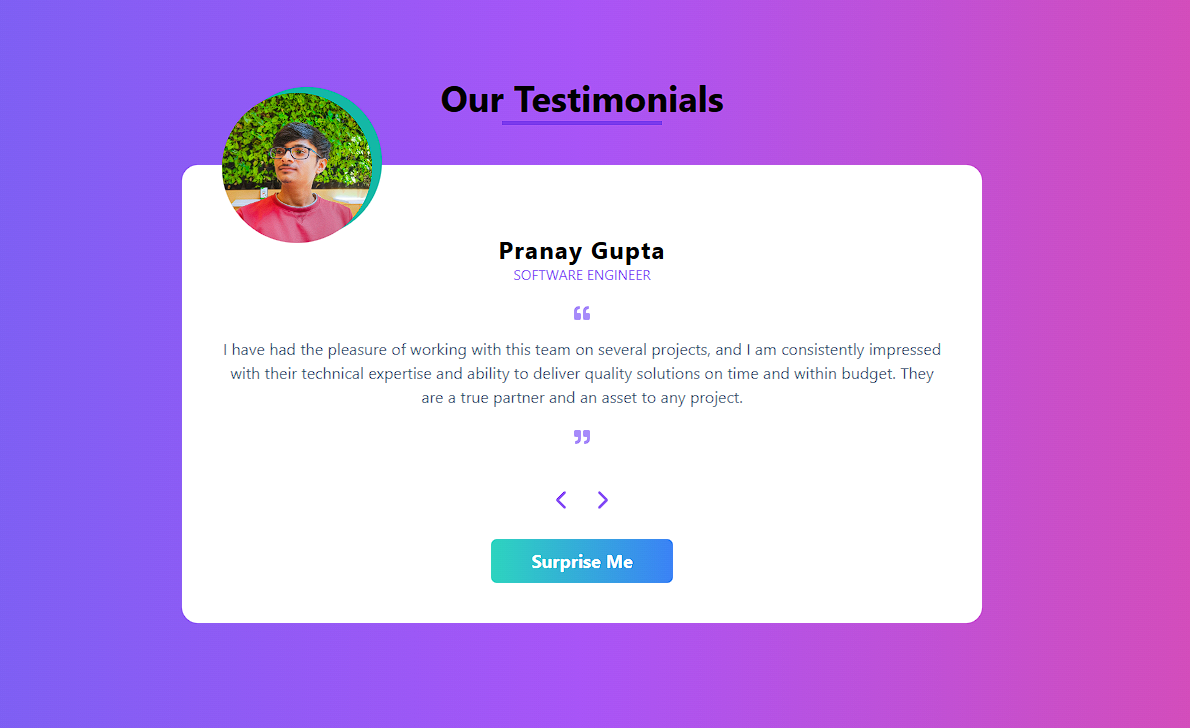 Our Testimonials
Pranay Gupta
SOFTWARE ENGINEER
“
I have had the pleasure of working with this team on several projects, and I am consistently impressed
with their technical expertise and ability to deliver quality solutions on time and within budget. They
are a true partner and an asset to any project.
”
Surprise Me